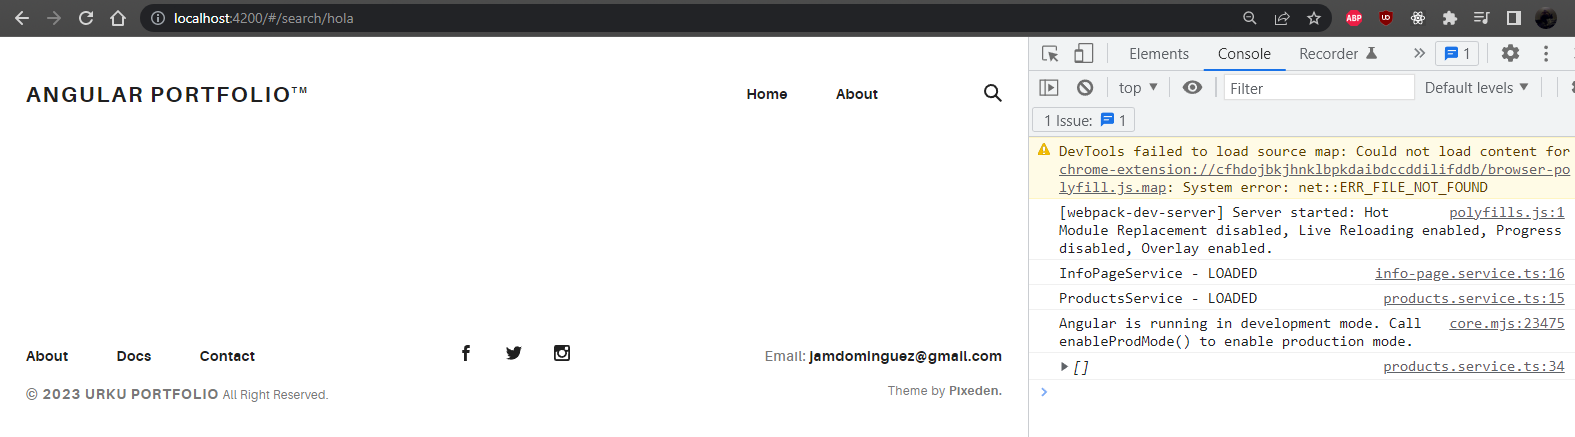 localhost:4200/#/search/hola
ABP
ANGULAR PORTFOLIO™
Home About
Elements Console Recorder » 1
top Filter Default levels
1 Issue: 1
DevTools failed to load source map: Could not load content for
chrome-extension://cfhdojbkjhnklbpkdaibdccddilifddb/browser-po
lyfill.js.map: System error: net::ERR_FILE_NOT_FOUND
[webpack-dev-server] Server started: Hot polyfills.js:1
Module Replacement disabled, Live Reloading enabled, Progress
disabled, Overlay enabled.
InfoPageService - LOADED info-page.service.ts:16
ProductsService - LOADED products.service.ts:15
Angular is running in development mode. Call core.mjs:23475
enableProdMode() to enable production mode.
[] products.service.ts:34
About Docs Contact
Email: jamdominguez@gmail.com
© 2023 URKU PORTFOLIO All Right Reserved.
Theme by Pixeden.